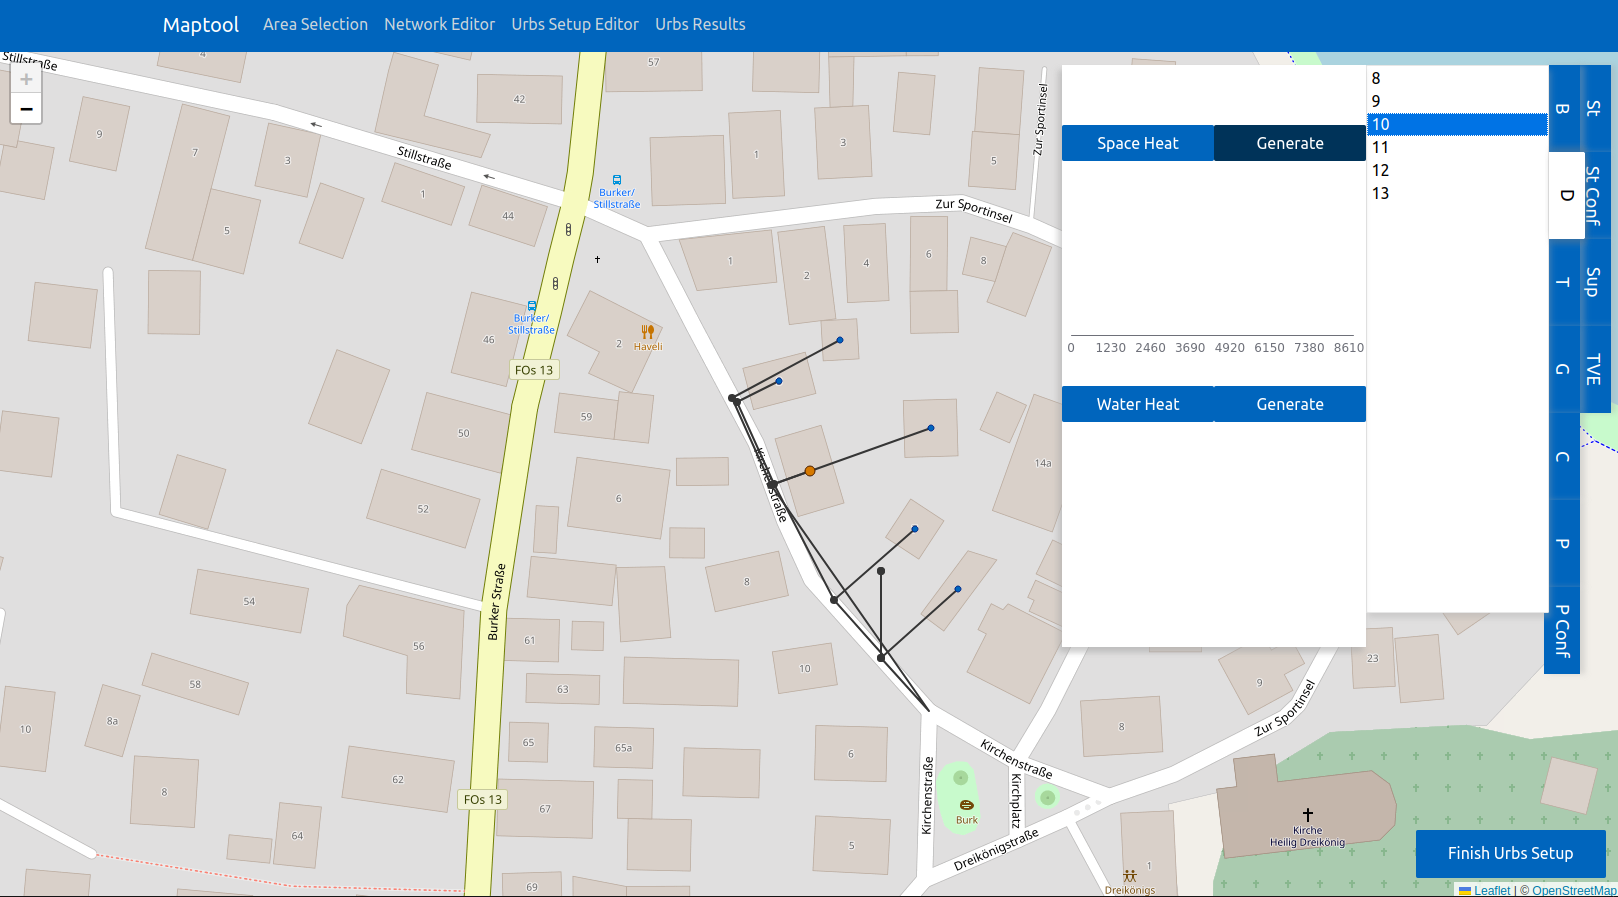 Maptool
Area Selection
Network Editor
Urbs Setup Editor
Urbs Results
+
−
Stillstraße
4
57
42
9
7
3
Stillstraße
1
44
5
Burker/
Stillstraße
1
3
5
Zur Sportinsel
Zur Sportinsel
1
2
4
6
8
Burker/
Stillstraße
46
2
Haveli
FOs 13
59
50
6
52
Kirchenstraße
14a
8
54
56
Burker Straße
61
10
63
58
10
8a
65
65a
6
62
8
FOs 13
67
64
5
69
Kirchenstraße
Kirchenstraße
Kirchplatz
Burk
Dreikönigstraße
Dreikönigs
1
8
9
23
Zur Sportinsel
Kirche
Heilig Dreikönig
Space Heat
Generate
0 1230 2460 3690 4920 6150 7380 8610
Water Heat
Generate
8
9
10
11
12
13
B
D
T
G
C
P
P Conf
St
St Conf
Sup
TVE
Finish Urbs Setup
Leaflet | © OpenStreetMap